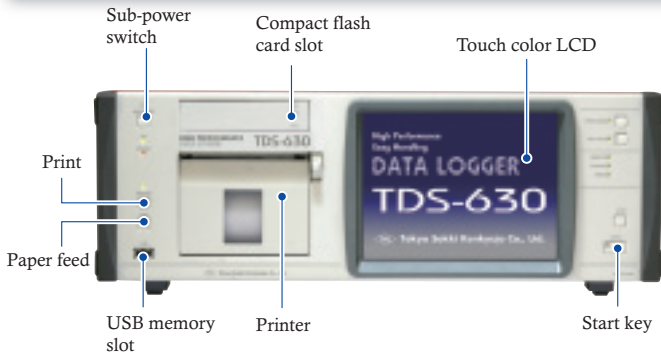 Sub-power
switch
Compact flash
card slot
Touch color LCD
TDS-630
High Performance
Easy Handling
DATA LOGGER
TDS-630
Tokyo Sokki Kenkyujo Co., Ltd.
Print
Paper feed
USB memory
slot
Printer
Start key